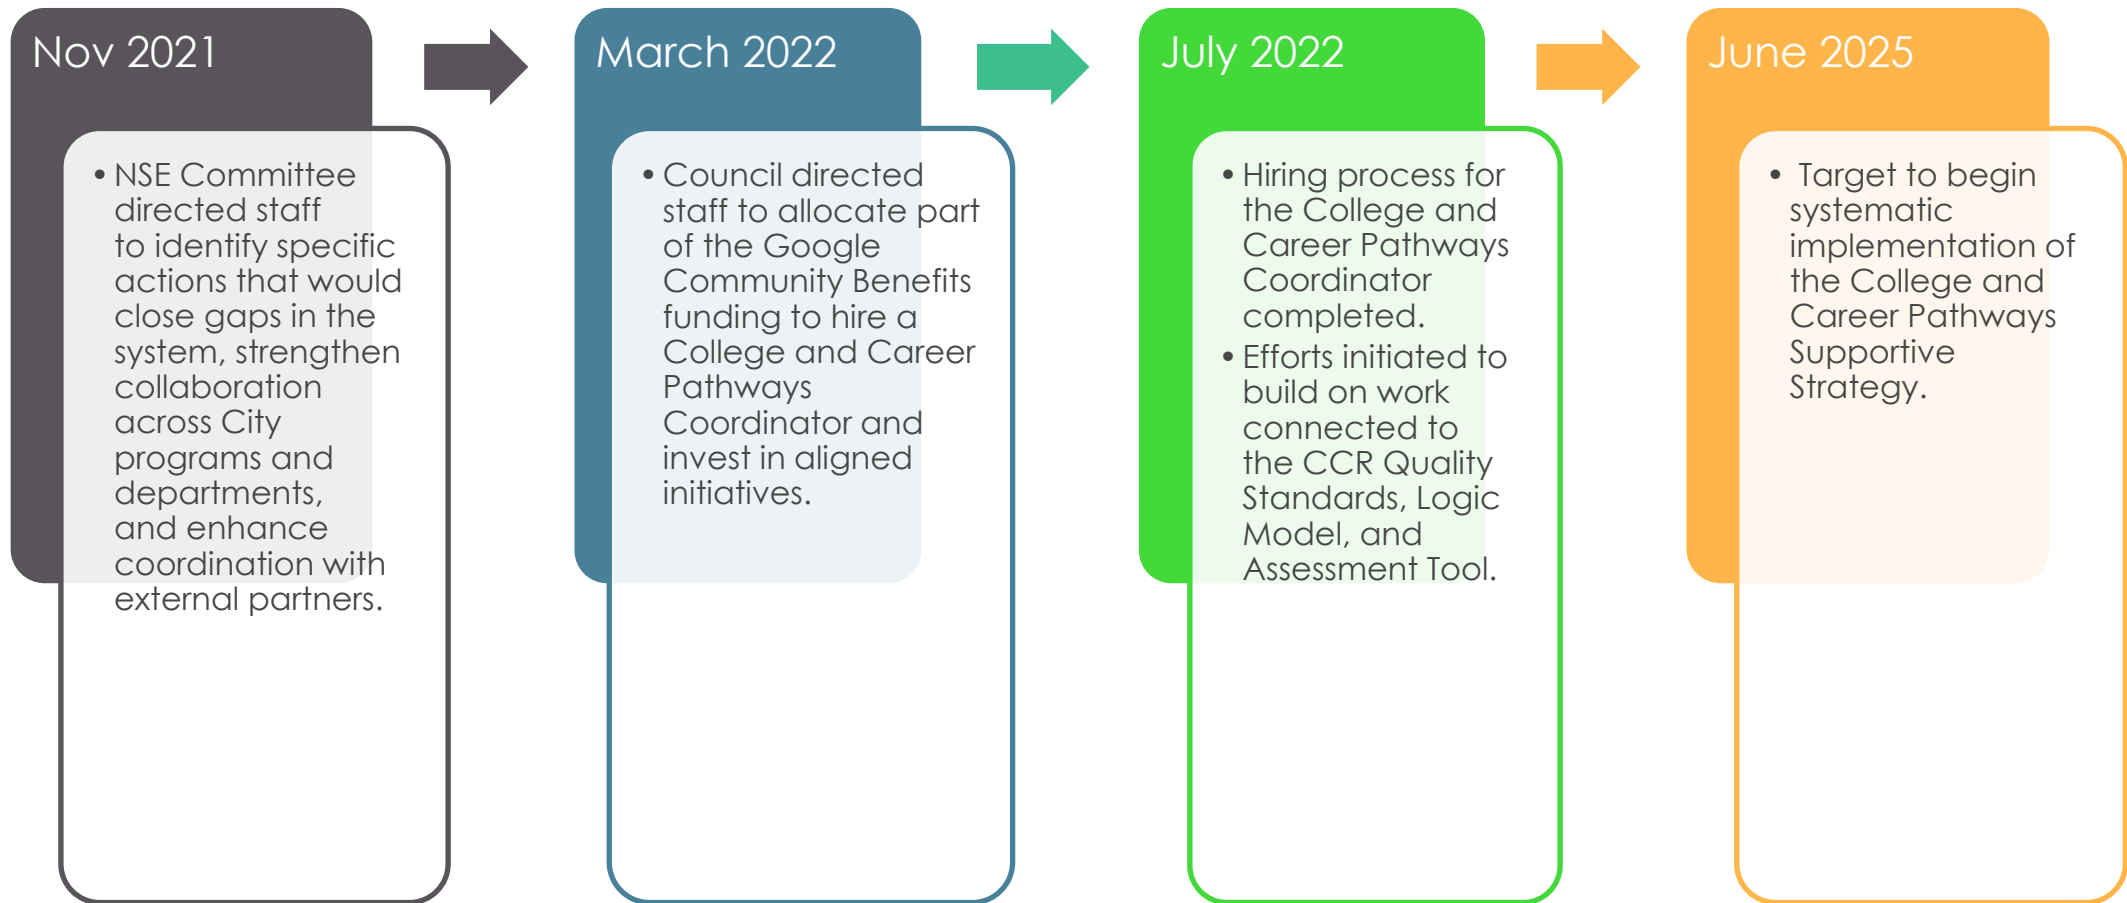 Nov 2021
• NSE Committee
directed staff
to identify specific
actions that would
close gaps in the
system, strengthen
collaboration
across City
programs and
departments,
and enhance
coordination with
external partners.
March 2022
• Council directed
staff to allocate part
of the Google
Community Benefits
funding to hire a
College and Career
Pathways
Coordinator and
invest in aligned
initiatives.
July 2022
• Hiring process for
the College and
Career Pathways
Coordinator
completed.
• Efforts initiated to
build on work
connected to
the CCR Quality
Standards, Logic
Model, and
Assessment Tool.
June 2025
• Target to begin
systematic
implementation of
the College and
Career Pathways
Supportive
Strategy.